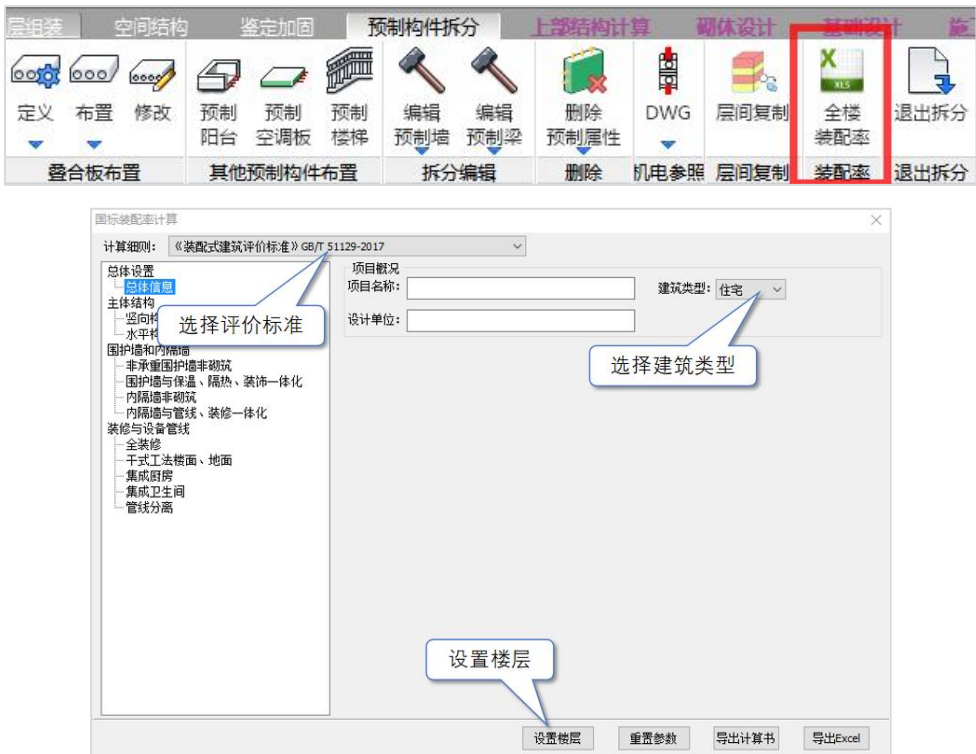 层组装 空间结构 鉴定加固 预制构件拆分 上部结构计算 砌体设计 基础设计 施
定义 布置 修改 预制阳台 预制空调板 预制楼梯 编辑预制墙 编辑预制梁 删除预制属性 DWG 层间复制 XLS 全楼装配率 退出拆分
叠合板布置 其他预制构件布置 拆分编辑 删除 机电参照 层间复制 装配率 退出拆分
国标装配率计算
计算细则: 《装配式建筑评价标准》GB/T 51129-2017
总体设置
总体信息
主体结构
竖向
水平
围护墙和内隔墙
非承重围护墙非砌筑
围护墙与保温、隔热、装饰一体化
内隔墙非砌筑
内隔墙与管线、装修一体化
装修与设备管线
全装修
干式工法楼面、地面
集成厨房
集成卫生间
管线分离
选择评价标准
项目概况
项目名称: 建筑类型: 住宅
设计单位:
选择建筑类型
设置楼层
设置楼层 重置参数 导出计算书 导出Excel